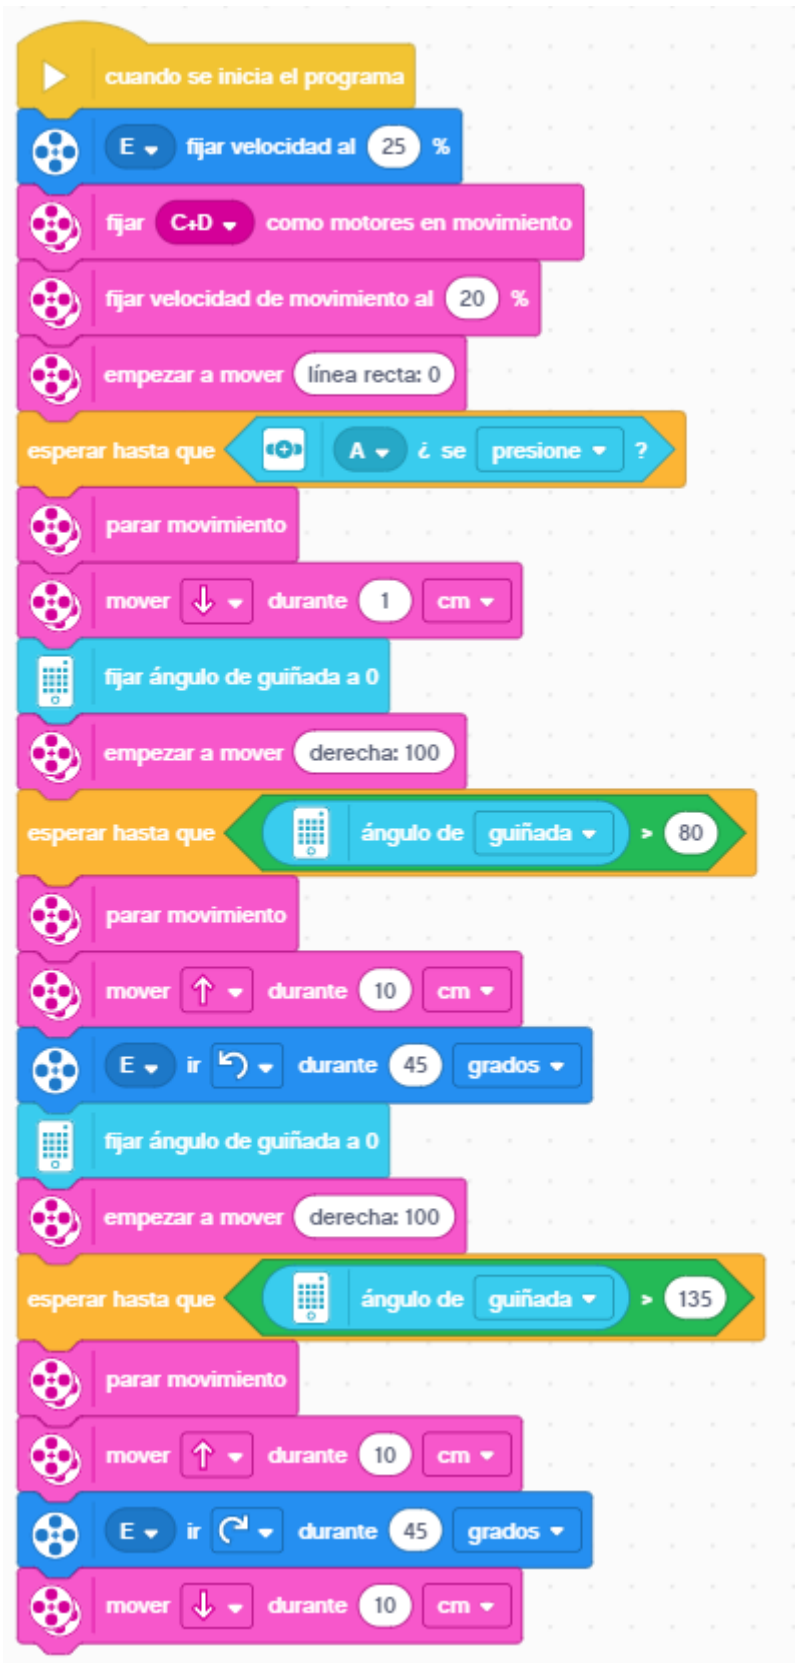 cuando se inicia el programa
E fijar velocidad al 25 %
fijar C+D como motores en movimiento
fijar velocidad de movimiento al 20 %
empezar a mover línea recta: 0
esperar hasta que A ¿ se presione ?
parar movimiento
mover durante 1 cm
fijar ángulo de guiñada a 0
empezar a mover derecha: 100
esperar hasta que ángulo de guiñada > 80
parar movimiento
mover durante 10 cm
E ir durante 45 grados
fijar ángulo de guiñada a 0
empezar a mover derecha: 100
esperar hasta que ángulo de guiñada > 135
parar movimiento
mover durante 10 cm
E ir durante 45 grados
mover durante 10 cm